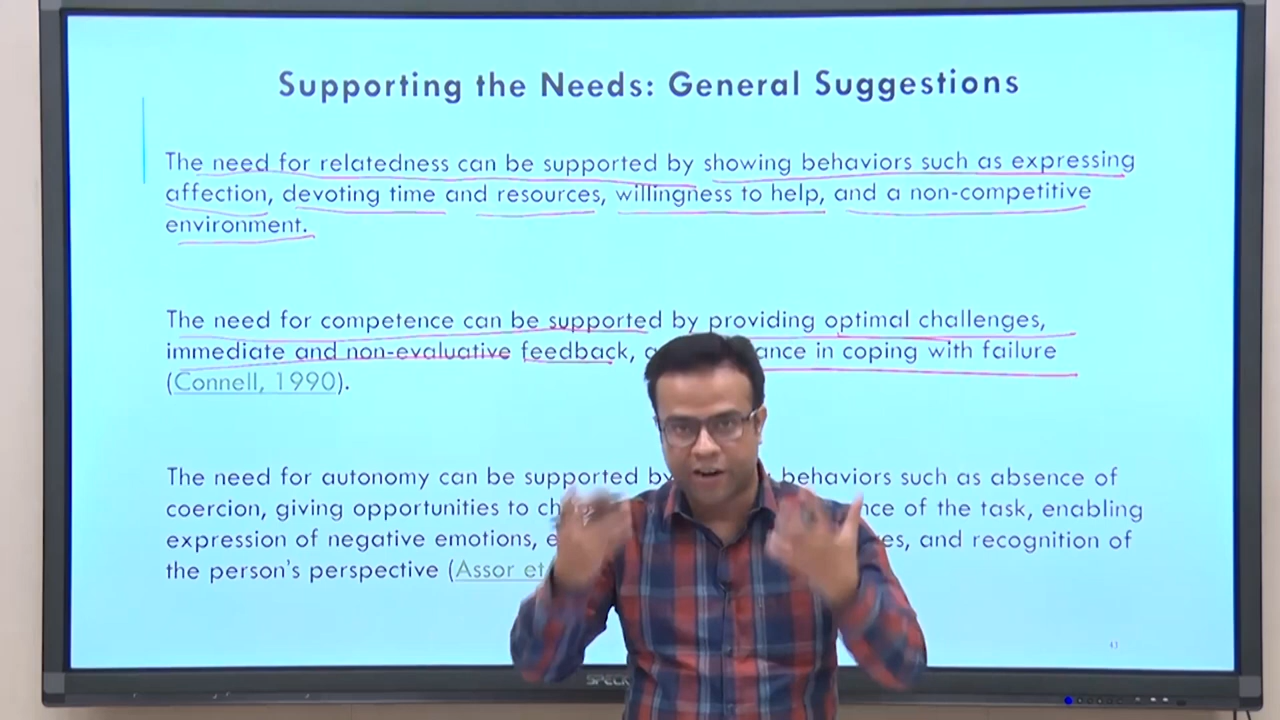 Supporting the Needs: General Suggestions
The need for relatedness can be supported by showing behaviors such as expressing
affection, devoting time and resources, willingness to help, and a non-competitive
environment.
The need for competence can be supported by providing optimal challenges,
immediate and non-evaluative feedback, ance in coping with failure
(Connell, 1990).
The need for autonomy can be supported by behaviors such as absence of
coercion, giving opportunities to ch nce of the task, enabling
expression of negative emotions, es, and recognition of
the person's perspective (Assor et
41